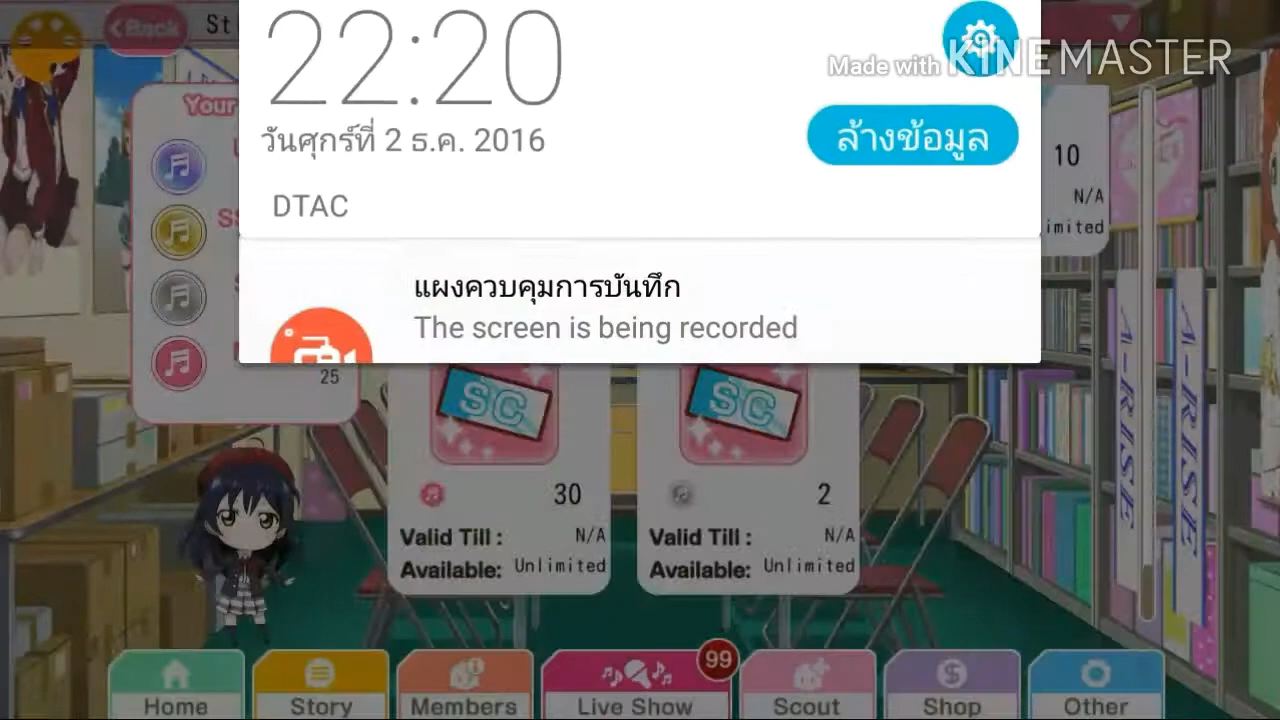 Back
St
22:20
Made with KINEMASTER
วันศุกร์ที่ 2 ธ.ค. 2016
ล้างข้อมูล
DTAC
Your
10
N/A
imited
แผงควบคุมการบันทึก
The screen is being recorded
25
SC
SC
30
2
Valid Till : N/A
Available: Unlimited
Valid Till : N/A
Available: Unlimited
A-RISE
A-RISE
99
Home
Story
Members
Live Show
Scout
Shop
Other